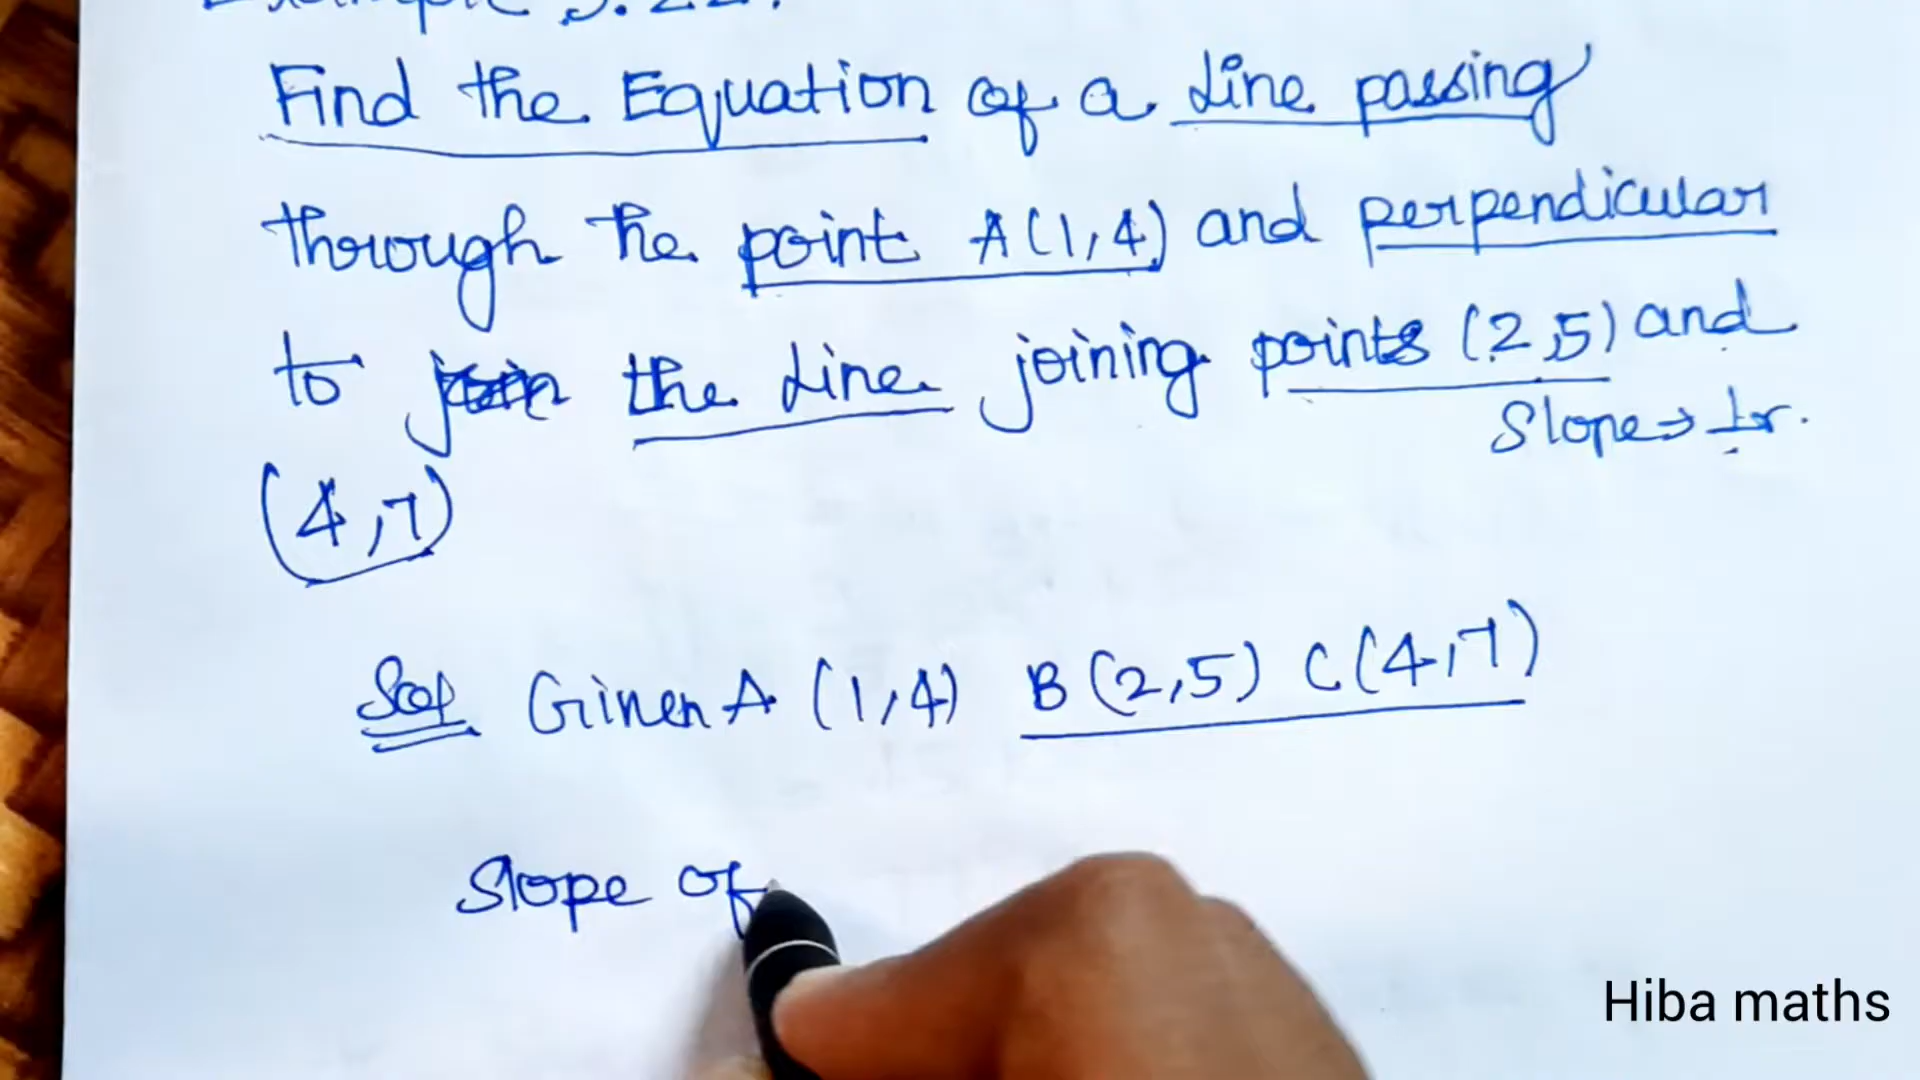 Find the Equation of a Line passing
through the point A(1,4) and perpendicular
to join the Line joining points (2,5) and
Slope → ⊥r.
(4,7)
Sol Given A (1,4) B(2,5) C(4,7)
Slope of
Hiba maths